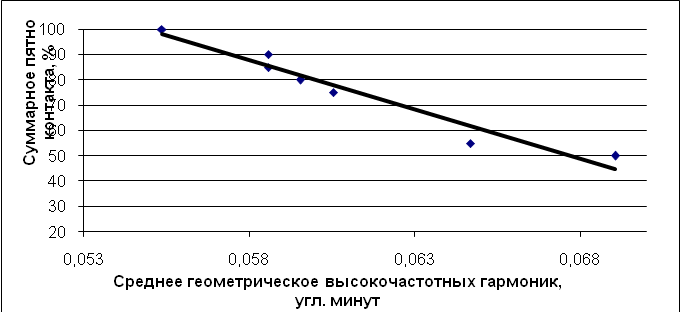 Суммарное пятно
контакта, %
100
90
80
70
60
50
40
30
20
0,053 0,058 0,063 0,068
Среднее геометрическое высокочастотных гармоник,
угл. минут